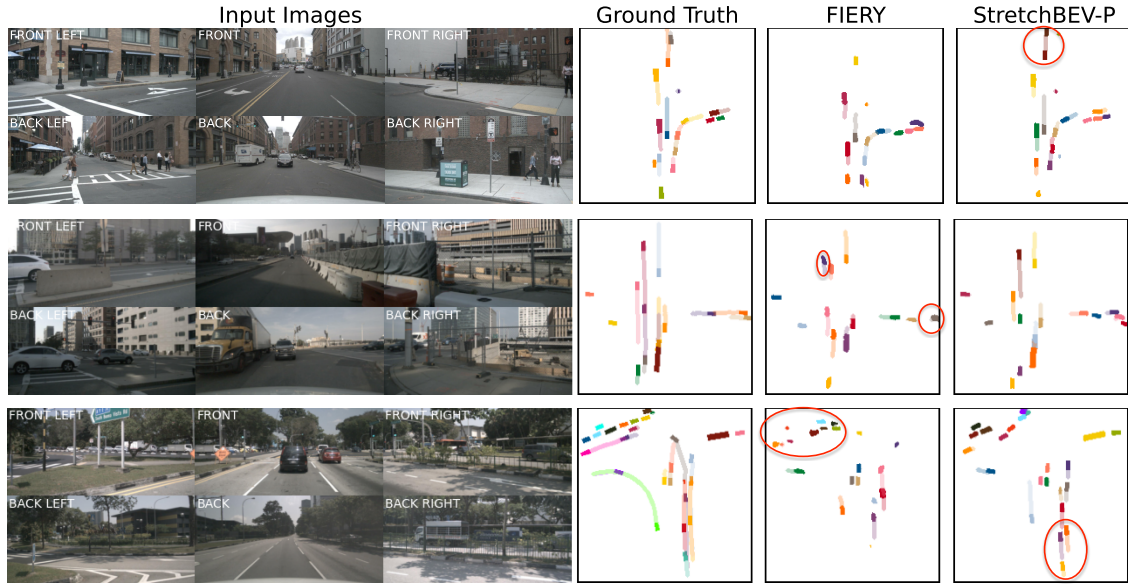 Input Images
Ground Truth
FIERY
StretchBEV-P
FRONT LEFT
FRONT
FRONT RIGHT
BACK LEFT
BACK
BACK RIGHT
FRONT LEFT
FRONT
FRONT RIGHT
BACK LEFT
BACK
BACK RIGHT
FRONT LEFT
FRONT
FRONT RIGHT
BACK LEFT
BACK
BACK RIGHT